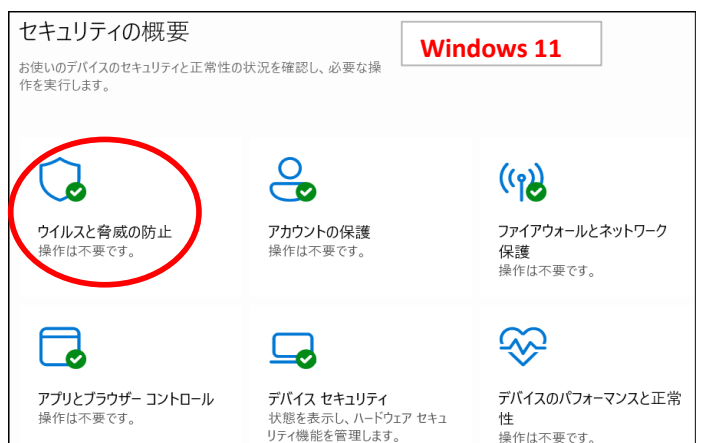 セキュリティの概要
Windows 11
お使いのデバイスのセキュリティと正常性の状況を確認し、必要な操
作を実行します。
ウイルスと脅威の防止
操作は不要です。
アカウントの保護
操作は不要です。
ファイアウォールとネットワーク
保護
操作は不要です。
アプリとブラウザー コントロール
操作は不要です。
デバイス セキュリティ
状態を表示し、ハードウェア セキュ
リティ機能を管理します。
デバイスのパフォーマンスと正常
性
操作は不要です。